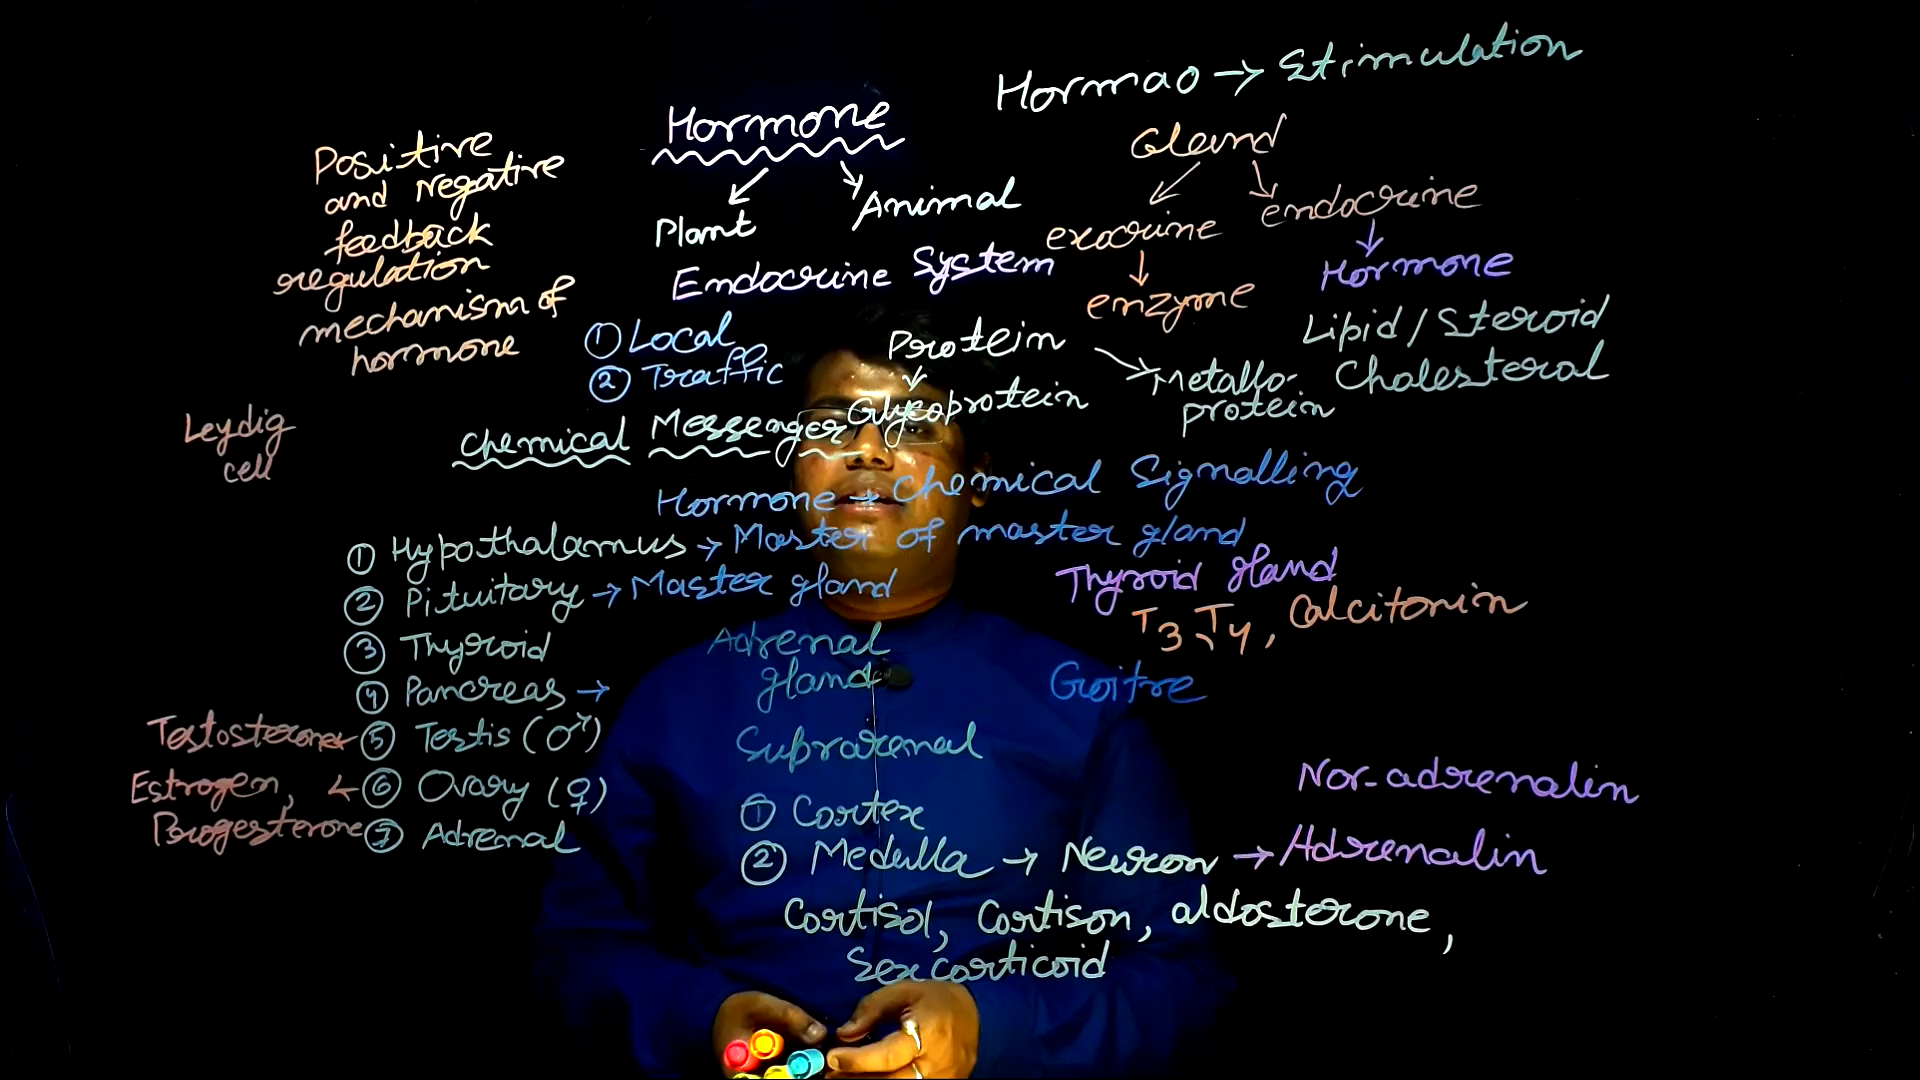 Hormao → Stimulation
Hormone
Plant
Animal
Endocrine System
Positive
and Negative
feedback
regulation
mechanism of
hormone
Gland
exocrine
endocrine
enzyme
Hormone
Lipid / Steroid
Cholesteral
① Local
② Traffic
Protein
Glycoprotein
Metallo-
protein
Chemical Messenger
Leydig
cell
Hormone → Chemical Signalling
① Hypothalamus → Master of master gland
② Pituitary → Master gland
③ Thyroid
④ Pancreas →
⑤ Testis (♂)
⑥ Ovary (♀)
⑦ Adrenal
Testosterone
Estrogen,
Progesterone
Thyroid gland
T3, T4, Calcitonin
Goitre
Adrenal
gland
Suprarenal
① Cortex
② Medulla → Neuron → Adrenalin
Nor-adrenalin
Cortisol, Cortison, aldosterone,
Sexcorticoid